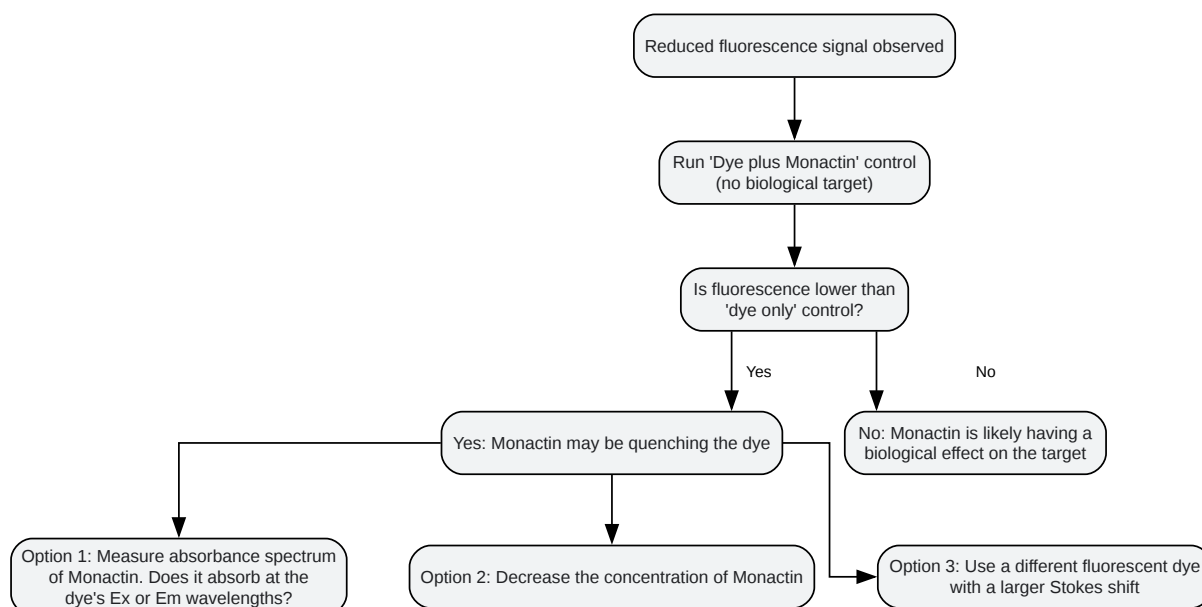 Reduced fluorescence signal observed
Run 'Dye plus Monactin' control
(no biological target)
Is fluorescence lower than
'dye only' control?
Yes
No
Yes: Monactin may be quenching the dye
No: Monactin is likely having a
biological effect on the target
Option 1: Measure absorbance spectrum
of Monactin. Does it absorb at the
dye's Ex or Em wavelengths?
Option 2: Decrease the concentration of Monactin
Option 3: Use a different fluorescent dye
with a larger Stokes shift